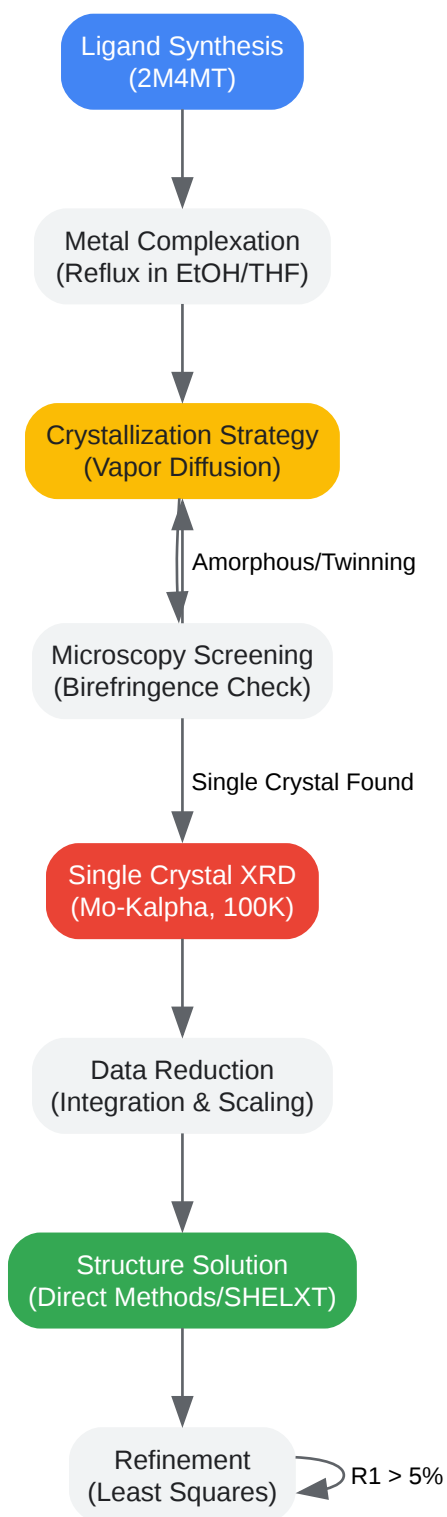 Ligand Synthesis
(2M4MT)
Metal Complexation
(Reflux in EtOH/THF)
Crystallization Strategy
(Vapor Diffusion)
Amorphous/Twinning
Microscopy Screening
(Birefringence Check)
Single Crystal Found
Single Crystal XRD
(Mo-Kalpha, 100K)
Data Reduction
(Integration & Scaling)
Structure Solution
(Direct Methods/SHELXT)
Refinement
(Least Squares)
R1 > 5%